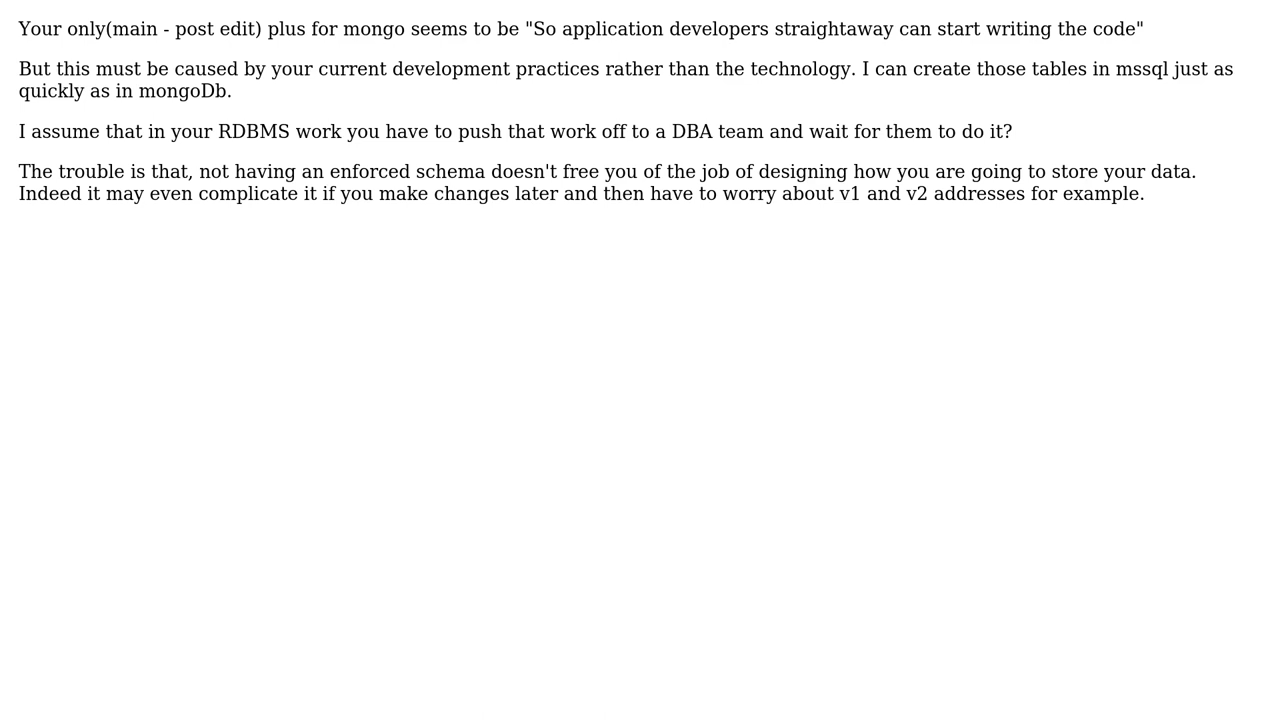 Your only(main - post edit) plus for mongo seems to be "So application developers straightaway can start writing the code"
But this must be caused by your current development practices rather than the technology. I can create those tables in mssql just as
quickly as in mongoDb.
I assume that in your RDBMS work you have to push that work off to a DBA team and wait for them to do it?
The trouble is that, not having an enforced schema doesn't free you of the job of designing how you are going to store your data.
Indeed it may even complicate it if you make changes later and then have to worry about v1 and v2 addresses for example.